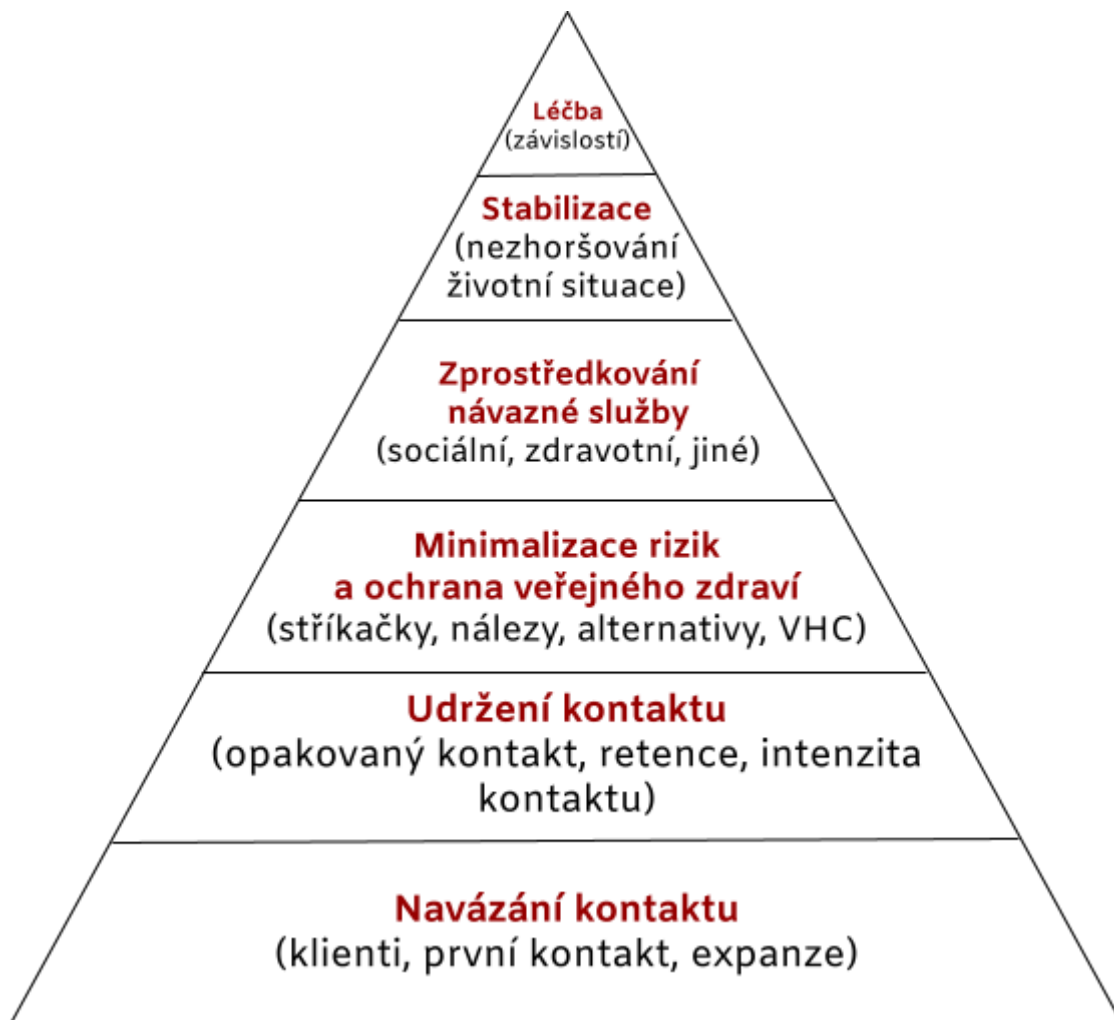 Léčba
(závislostí)
Stabilizace
(nezhoršování
životní situace)
Zprostředkování
návazné služby
(sociální, zdravotní, jiné)
Minimalizace rizik
a ochrana veřejného zdraví
(stříkačky, nálezy, alternativy, VHC)
Udržení kontaktu
(opakovaný kontakt, retence, intenzita
kontaktu)
Navázání kontaktu
(klienti, první kontakt, expanze)